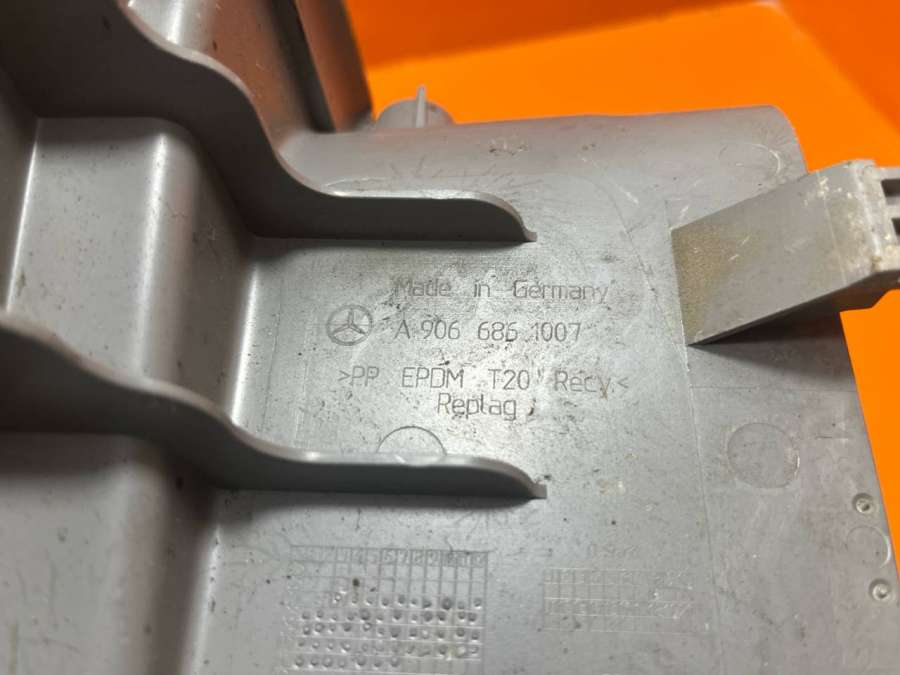 Made in Germany
A 906 686 1007
>PP EPDM T20 Recy<
Replag